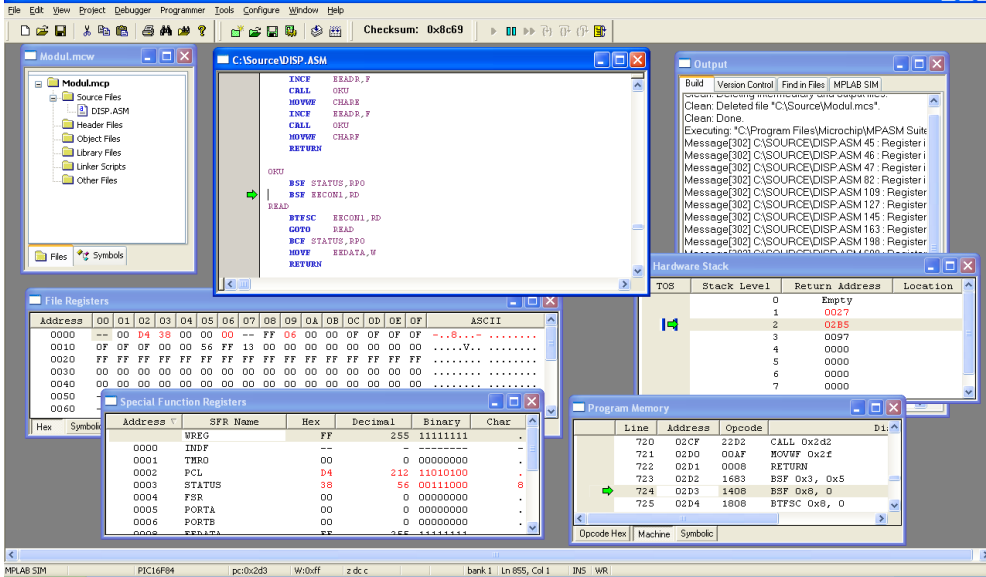 File Edit View Project Debugger Programmer Tools Configure Window Help
Checksum: 0x8c69
Modul.mcw
Modul.mcp
Source Files
DISP.ASM
Header Files
Object Files
Library Files
Linker Scripts
Other Files
Files Symbols
C:\Source\DISP.ASM
INCF EEADR,F
CALL OKU
MOVWF CHARE
INCF EEADR,F
CALL OKU
MOVWF CHARF
RETURN
OKU
BSF STATUS,RPO
BSF EECON1,RD
READ
BTFSC EECON1,RD
GOTO READ
BCF STATUS,RPO
MOVF EEDATA,W
RETURN
Output
Build Version Control Find in Files MPLAB SIM
Clean: Deleting intermediary and output files.
Clean: Deleted file "C:\Source\Modul.mcs".
Clean: Done.
Executing: "C:\Program Files\Microchip\MPASM Suite
Message[302] C:\SOURCE\DISP.ASM 45 : Register i
Message[302] C:\SOURCE\DISP.ASM 46 : Register i
Message[302] C:\SOURCE\DISP.ASM 47 : Register i
Message[302] C:\SOURCE\DISP.ASM 82 : Register i
Message[302] C:\SOURCE\DISP.ASM 109 : Register
Message[302] C:\SOURCE\DISP.ASM 127 : Register
Message[302] C:\SOURCE\DISP.ASM 145 : Register
Message[302] C:\SOURCE\DISP.ASM 163 : Register
Message[302] C:\SOURCE\DISP.ASM 198 : Register
Hardware Stack
TOS Stack Level Return Address Location
0 Empty
1 0027
2 02B5
3 0097
4 0000
5 0000
6 0000
7 0000
File Registers
Address 00 01 02 03 04 05 06 07 08 09 0A 0B 0C 0D 0E 0F ASCII
0000 -- 00 D4 38 00 00 00 -- FF 06 00 00 0F 0F 0F 0F -..8...- ........
0010 0F 0F 0F 00 00 56 FF 13 00 00 00 00 00 00 00 00 .....V.. ........
0020 FF FF FF FF FF FF FF FF FF FF FF FF FF FF FF FF ........ ........
0030 00 00 00 00 00 00 00 00 00 00 00 00 00 00 00 00 ........ ........
0040 00 00 00 00 00 00 00 00 00 00 00 00 00 00 00 00 ........ ........
0050
0060
Hex
Special Function Registers
Address SFR Name Hex Decimal Binary Char
WREG FF 255 11111111 .
0000 INDF -- - -------- -
0001 TMR0 00 0 00000000 .
0002 PCL D4 212 11010100 .
0003 STATUS 38 56 00111000 8
0004 FSR 00 0 00000000 .
0005 PORTA 00 0 00000000 .
0006 PORTB 00 0 00000000 .
0008 EEDATA FF 255 11111111 .
Program Memory
Line Address Opcode
720 02CF 22D2 CALL 0x2d2
721 02D0 00AF MOVWF 0x2f
722 02D1 0008 RETURN
723 02D2 1683 BSF 0x3, 0x5
724 02D3 1408 BSF 0x8, 0
725 02D4 1808 BTFSC 0x8, 0
Opcode Hex Machine Symbolic
MPLAB SIM PIC16F84 pc:0x2d3 W:0xff z dc c bank 1 Ln 855, Col 1 INS WR